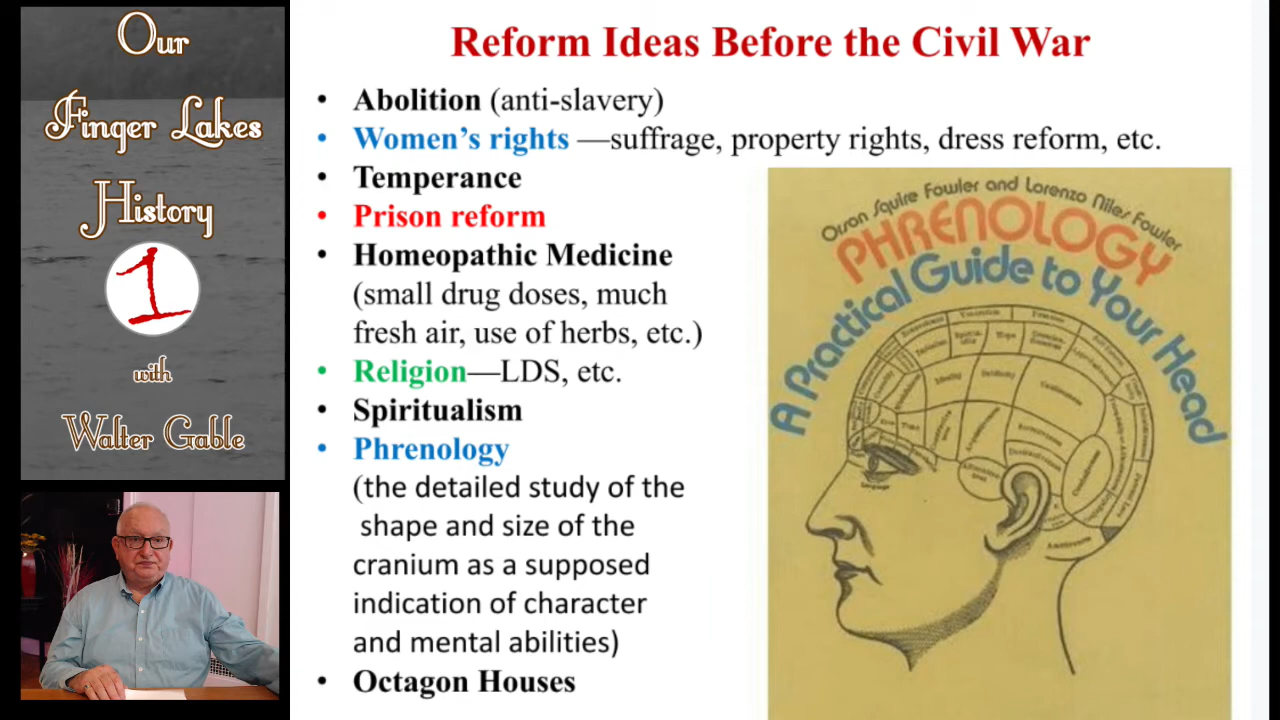 Our
Finger Lakes
History
1
with
Walter Gable
Reform Ideas Before the Civil War
• Abolition (anti-slavery)
• Women’s rights —suffrage, property rights, dress reform, etc.
• Temperance
• Prison reform
• Homeopathic Medicine
(small drug doses, much
fresh air, use of herbs, etc.)
• Religion—LDS, etc.
• Spiritualism
• Phrenology
(the detailed study of the
shape and size of the
cranium as a supposed
indication of character
and mental abilities)
• Octagon Houses
Orson Squire Fowler and Lorenzo Niles Fowler
PHRENOLOGY
A Practical Guide to Your Head
Language